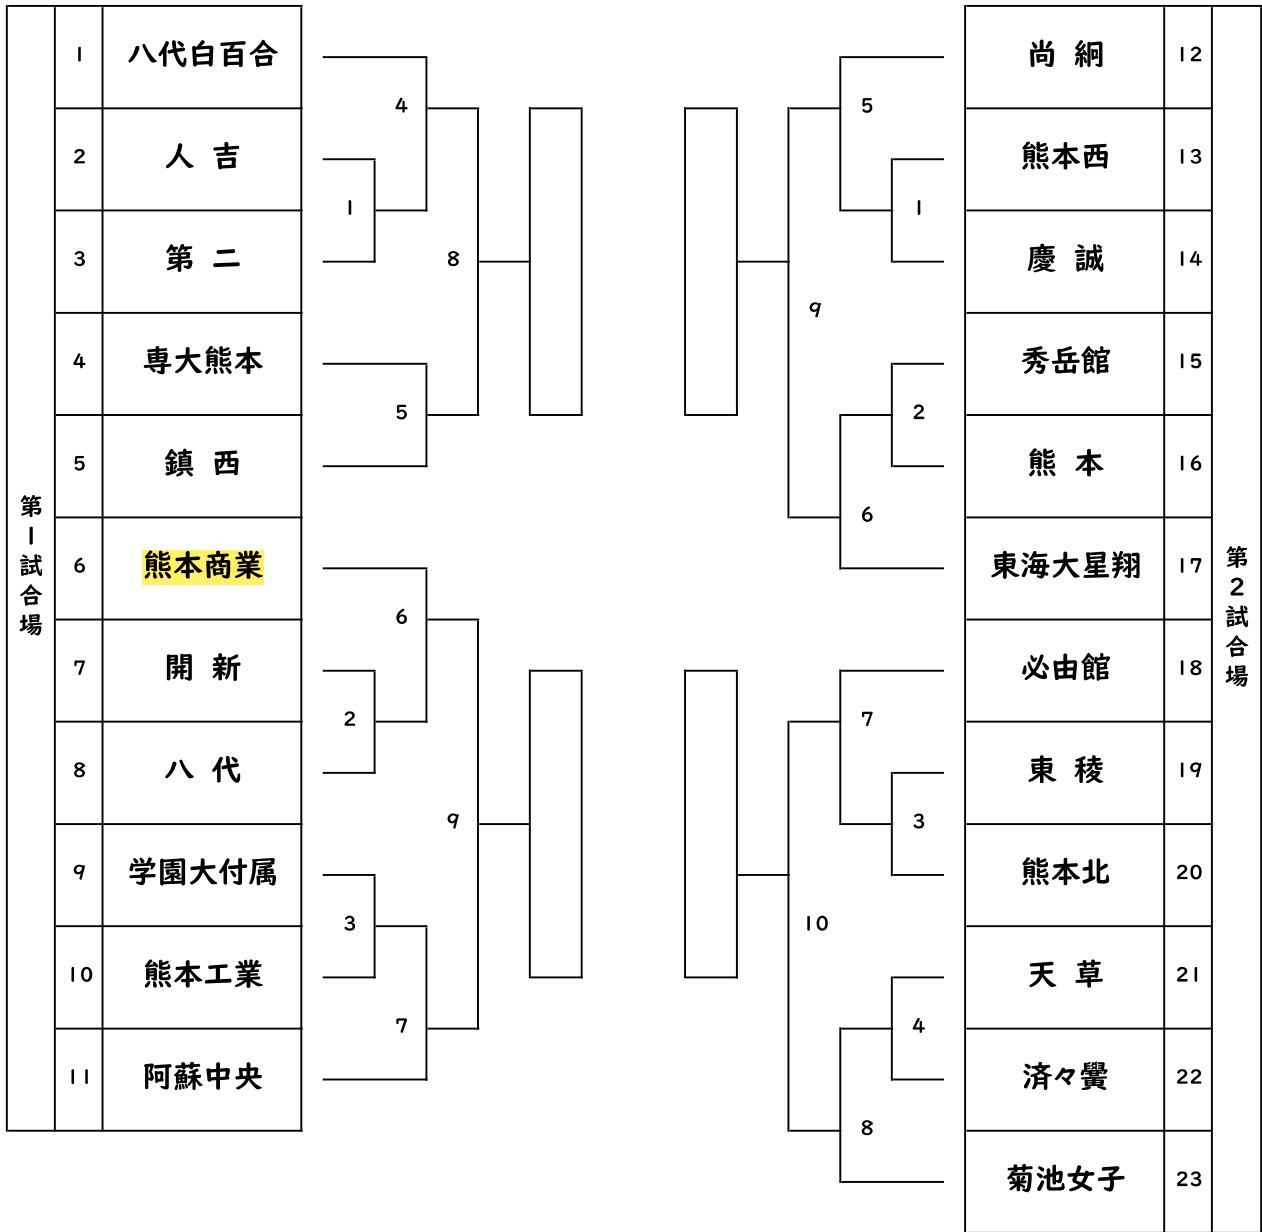 第1試合場
1 八代白百合
2 人吉
3 第二
4 専大熊本
5 鎮西
6 熊本商業
7 開新
8 八代
9 学園大付属
10 熊本工業
11 阿蘇中央
4
1
8
5
6
2
9
3
7
5
1
9
2
6
7
3
10
4
8
尚絅 12
熊本西 13
慶誠 14
秀岳館 15
熊本 16
東海大星翔 17
必由館 18
東稜 19
熊本北 20
天草 21
済々黌 22
菊池女子 23
第2試合場